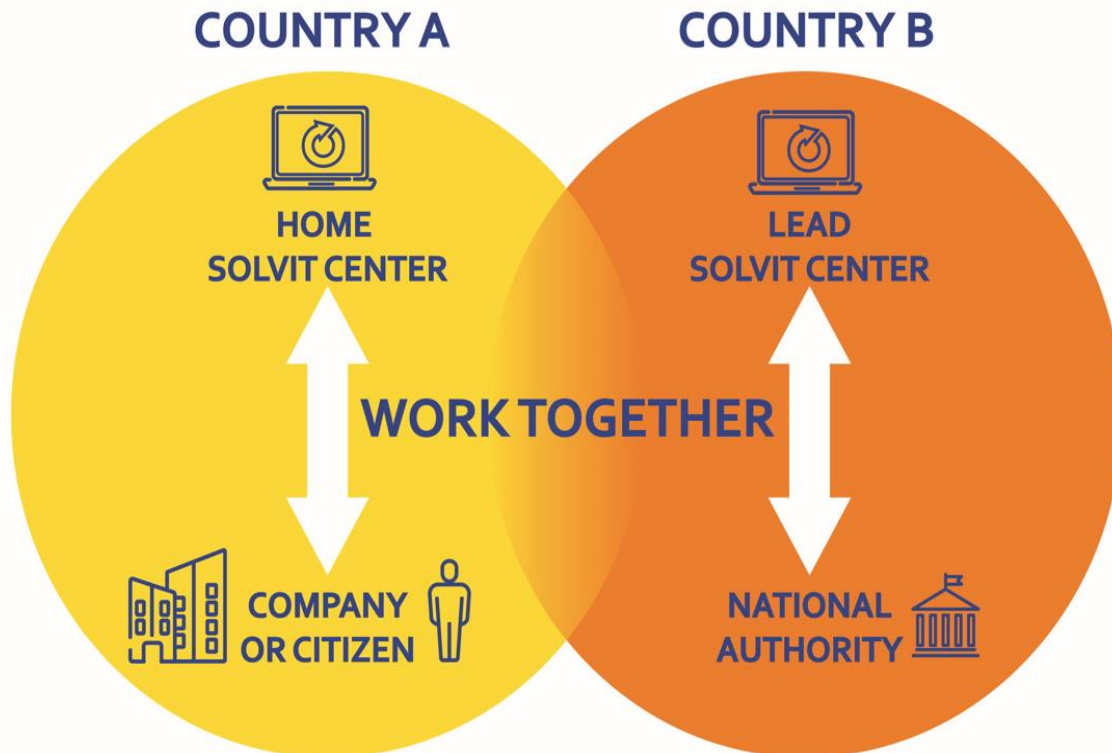 COUNTRY A
COUNTRY B
HOME
SOLVIT CENTER
LEAD
SOLVIT CENTER
WORK TOGETHER
COMPANY
OR CITIZEN
NATIONAL
AUTHORITY